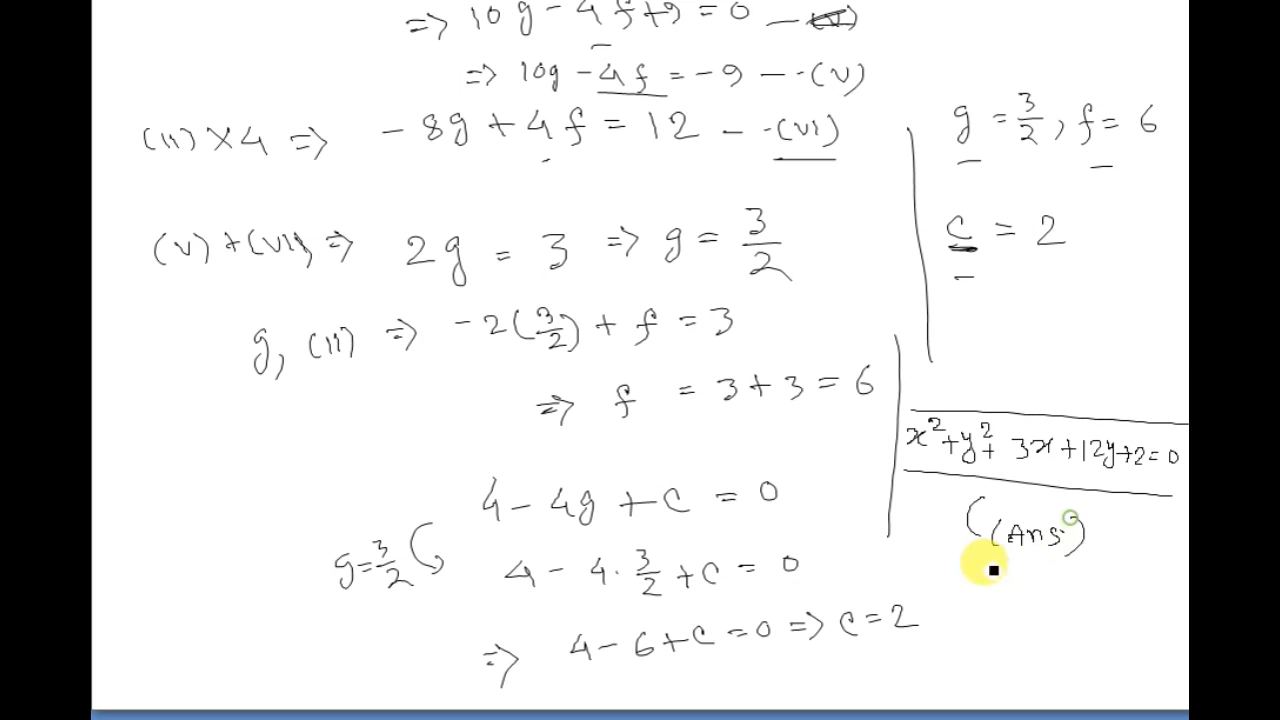 => 10g - 4f + 9 = 0 —
=> 10g - 4f = -9 — -(V)
(II) X 4 => - 8g + 4f = 12 - -(VI)
(V) + (VI) => 2g = 3 => g = 3/2
g, (II) => -2(3/2) + f = 3
=> f = 3 + 3 = 6
4 - 4g + c = 0
g = 3/2
4 - 4. 3/2 + c = 0
=> 4 - 6 + c = 0 => c = 2
g = 3/2, f = 6
c = 2
x² + y² + 3x + 12y + 2 = 0
(Ans)